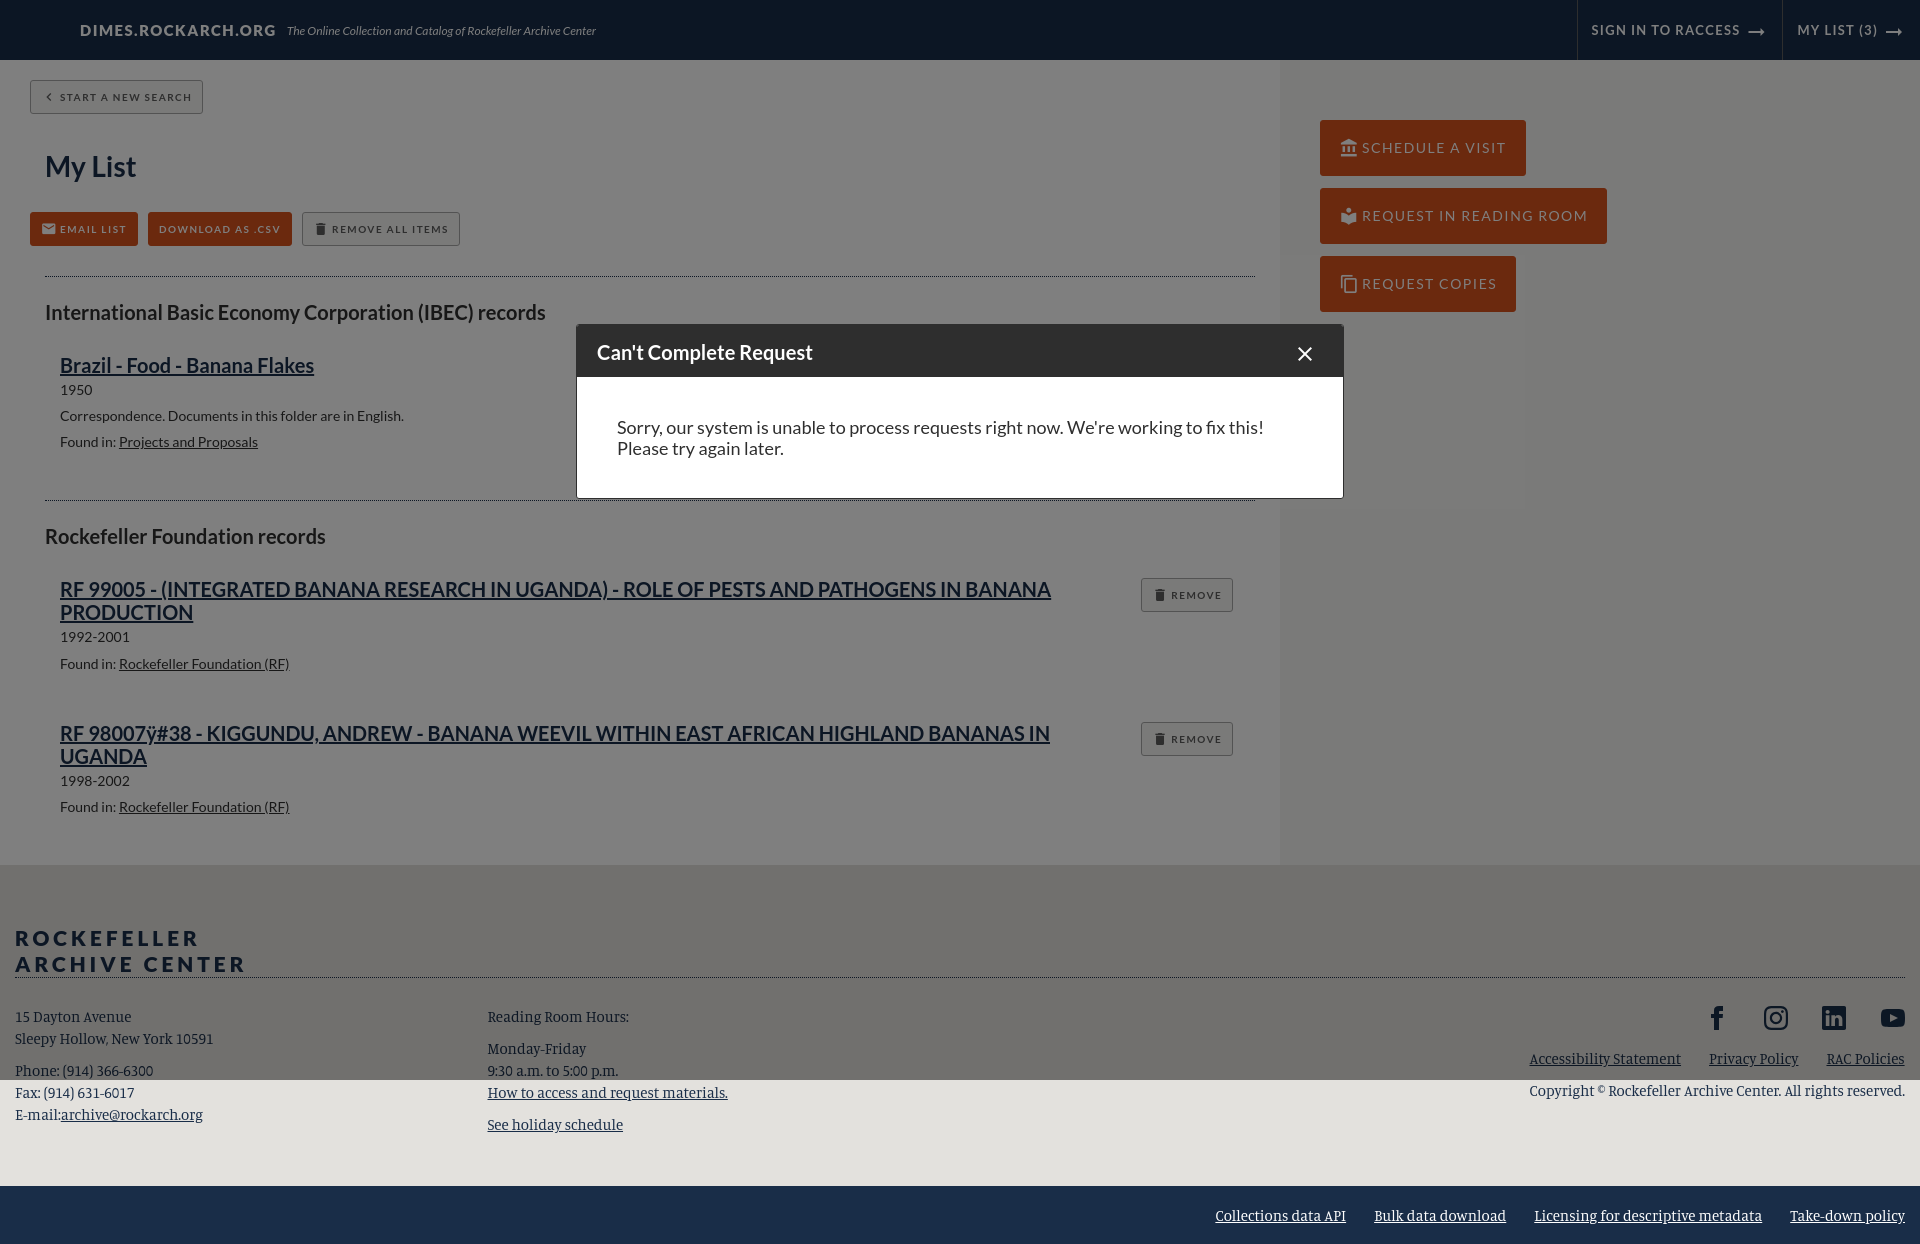 DIMES.ROCKARCH.ORG The Online Collection and Catalog of Rockefeller Archive Center
SIGN IN TO RACCESS
MY LIST (3)
START A NEW SEARCH
My List
EMAIL LIST
DOWNLOAD AS .CSV
REMOVE ALL ITEMS
SCHEDULE A VISIT
REQUEST IN READING ROOM
REQUEST COPIES
International Basic Economy Corporation (IBEC) records
Brazil - Food - Banana Flakes
1950
Correspondence. Documents in this folder are in English.
Found in: Projects and Proposals
Can't Complete Request
Sorry, our system is unable to process requests right now. We're working to fix this!
Please try again later.
Rockefeller Foundation records
RF 99005 - (INTEGRATED BANANA RESEARCH IN UGANDA) - ROLE OF PESTS AND PATHOGENS IN BANANA
PRODUCTION
REMOVE
1992-2001
Found in: Rockefeller Foundation (RF)
RF 98007ÿ#38 - KIGGUNDU, ANDREW - BANANA WEEVIL WITHIN EAST AFRICAN HIGHLAND BANANAS IN
UGANDA
REMOVE
1998-2002
Found in: Rockefeller Foundation (RF)
ROCKEFELLER
ARCHIVE CENTER
15 Dayton Avenue
Sleepy Hollow, New York 10591
Phone: (914) 366-6300
Fax: (914) 631-6017
E-mail:archive@rockarch.org
Reading Room Hours:
Monday-Friday
9:30 a.m. to 5:00 p.m.
How to access and request materials.
See holiday schedule
Accessibility Statement
Privacy Policy
RAC Policies
Copyright © Rockefeller Archive Center. All rights reserved.
Collections data API
Bulk data download
Licensing for descriptive metadata
Take-down policy